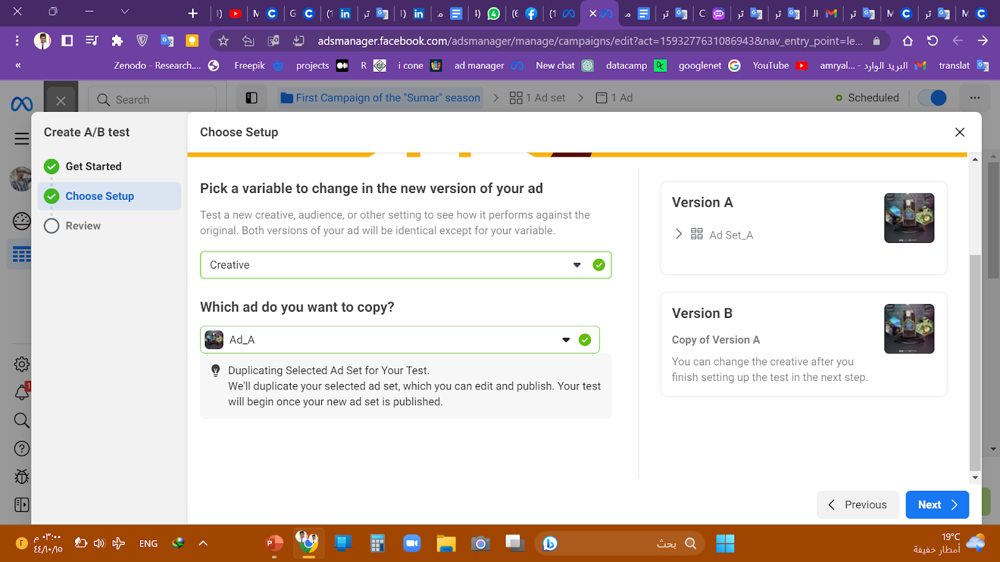 adsmanager.facebook.com/adsmanager/manage/campaigns/edit?act=1593277631086943&nav_entry_point=le...
«
Zenodo - Research....
Freepik
projects
R
i cone
ad manager
New chat
datacamp
googlenet
YouTube
البريد الوارد - ...amryal
translat
Search
First Campaign of the "Sumar" season
1 Ad set
1 Ad
Scheduled
Create A/B test
Get Started
Choose Setup
Review
Choose Setup
Pick a variable to change in the new version of your ad
Test a new creative, audience, or other setting to see how it performs against the
original. Both versions of your ad will be identical except for your variable.
Creative
Which ad do you want to copy?
Ad_A
Duplicating Selected Ad Set for Your Test.
We'll duplicate your selected ad set, which you can edit and publish. Your test
will begin once your new ad set is published.
Version A
Ad Set_A
Version B
Copy of Version A
You can change the creative after you
finish setting up the test in the next step.
Previous
Next
٠٣:٠٠ م
٤٤/١٠/١٥
ENG
بحث
19°C
أمطار خفيفة